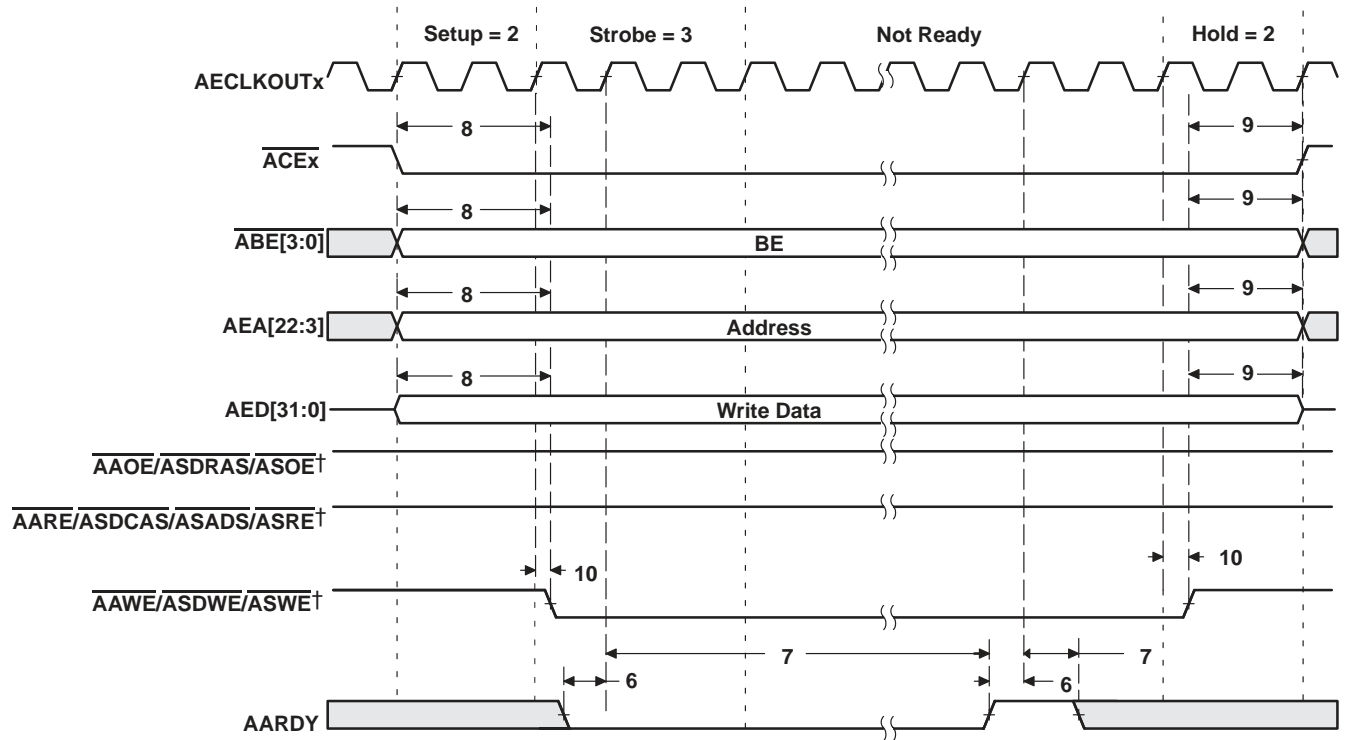 Setup = 2 Strobe = 3 Not Ready Hold = 2
AECLKOUTx
8 9
ACEx
8 9
ABE[3:0] BE
8 9
AEA[22:3] Address
8 9
AED[31:0] Write Data
AAOE/ASDRAS/ASOE†
AARE/ASDCAS/ASADS/ASRE†
10 10
AAWE/ASDWE/ASWE†
7 7
6 6
AARDY